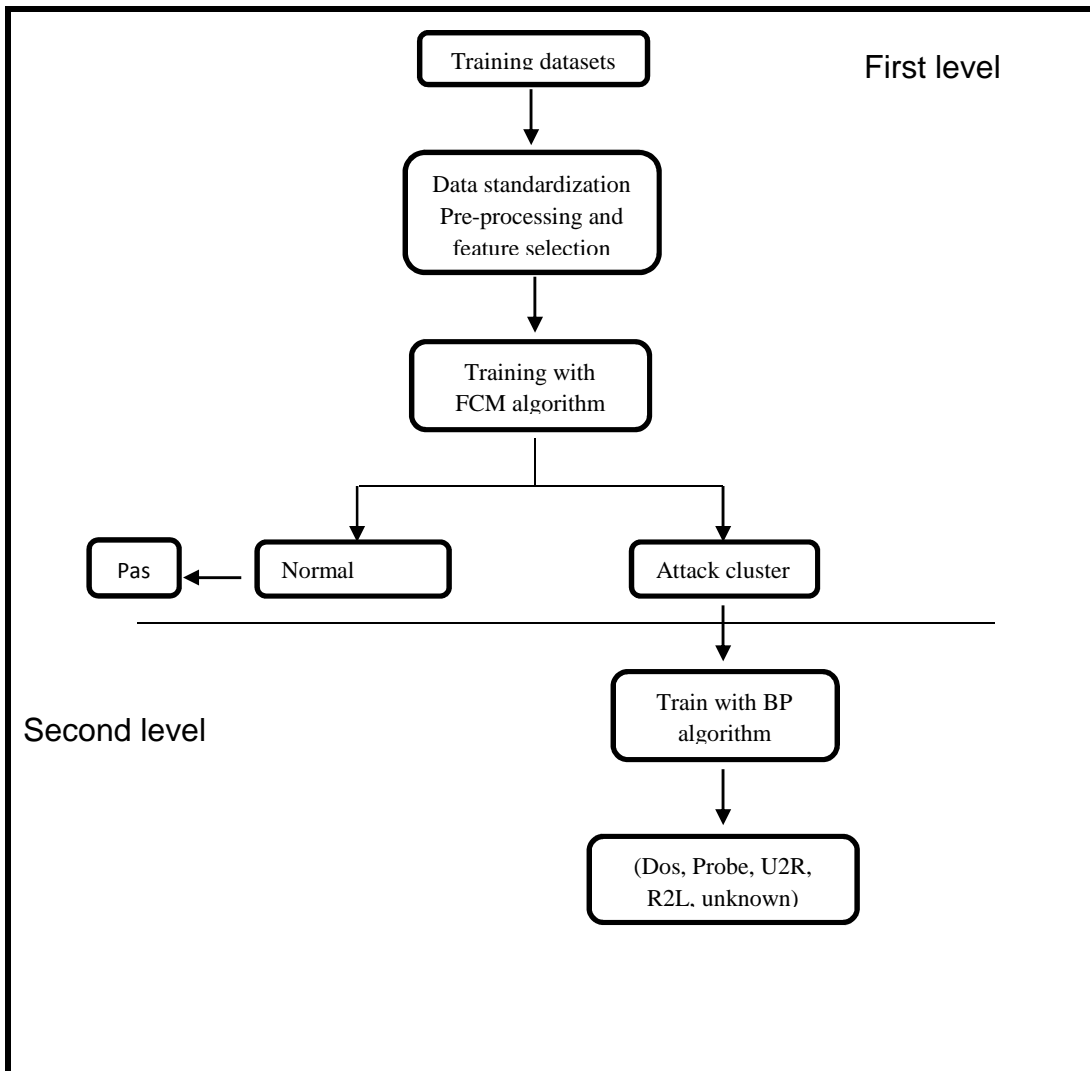 Training datasets
First level
Data standardization
Pre-processing and
feature selection
Training with
FCM algorithm
Pas
Normal
Attack cluster
Second level
Train with BP
algorithm
(Dos, Probe, U2R,
R2L, unknown)